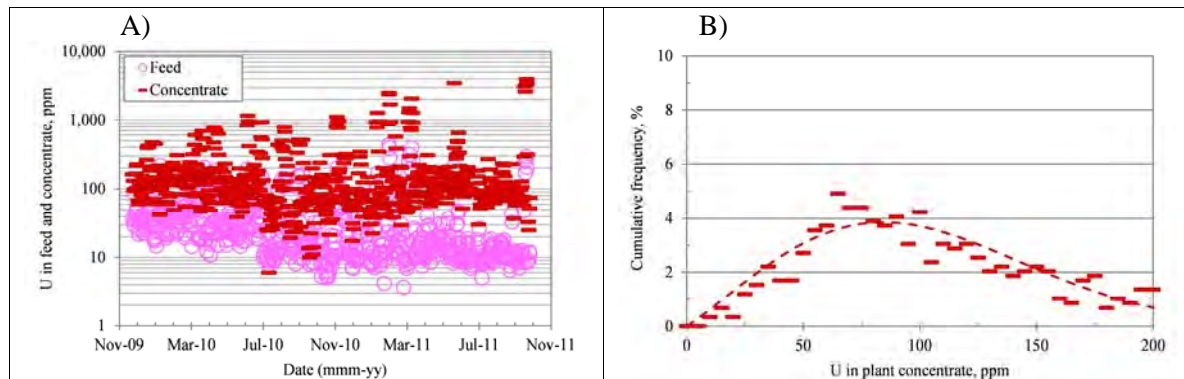 A)
10,000
1,000
100
10
1
U in feed and concentrate, ppm
Feed
Concentrate
Nov-09 Mar-10 Jul-10 Nov-10 Mar-11 Jul-11 Nov-11
Date (mmm-yy)
B)
10
8
6
4
2
0
Cumulative frequency, %
0 50 100 150 200
U in plant concentrate, ppm